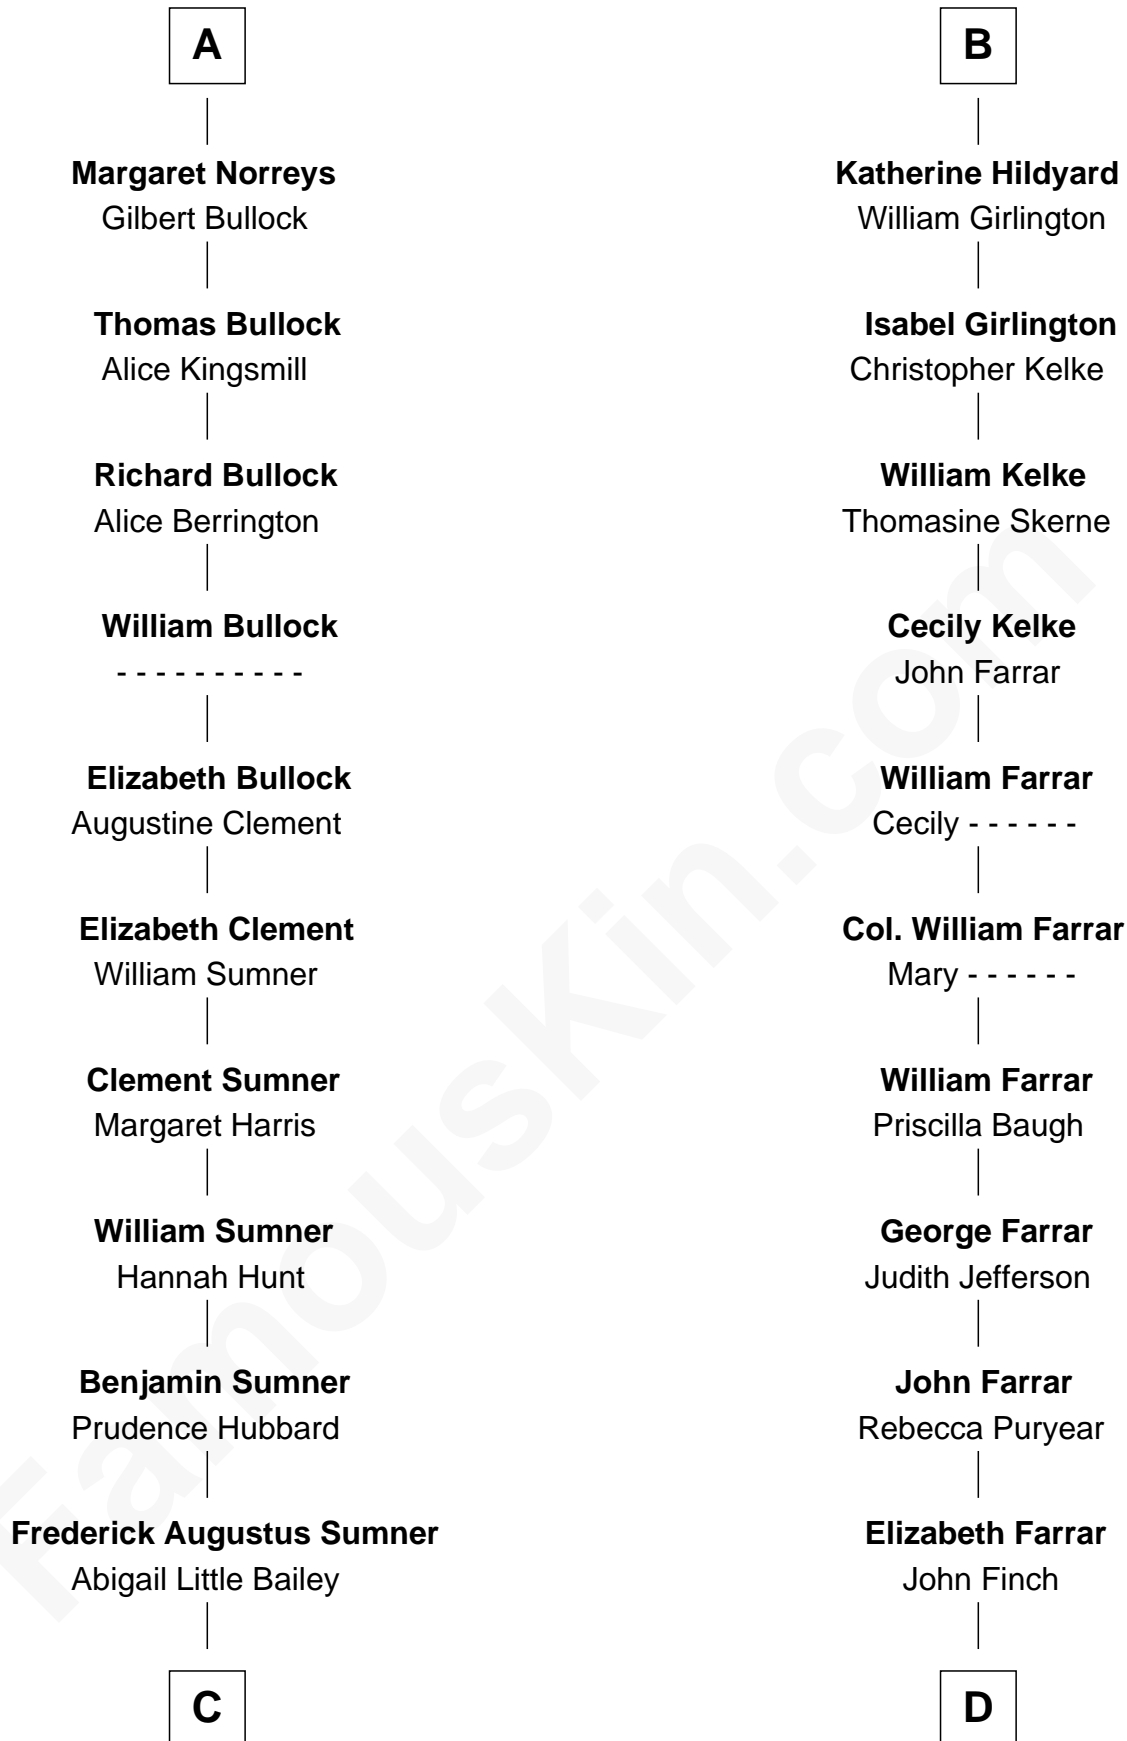 A
Margaret Norreys
Gilbert Bullock
Thomas Bullock
Alice Kingsmill
Richard Bullock
Alice Berrington
William Bullock
- - - - - - - - - -
Elizabeth Bullock
Augustine Clement
Elizabeth Clement
William Sumner
Clement Sumner
Margaret Harris
William Sumner
Hannah Hunt
Benjamin Sumner
Prudence Hubbard
Frederick Augustus Sumner
Abigail Little Bailey
C
B
Katherine Hildyard
William Girlington
Isabel Girlington
Christopher Kelke
William Kelke
Thomasine Skerne
Cecily Kelke
John Farrar
William Farrar
Cecily - - - - - -
Col. William Farrar
Mary - - - - - -
William Farrar
Priscilla Baugh
George Farrar
Judith Jefferson
John Farrar
Rebecca Puryear
Elizabeth Farrar
John Finch
D
FamousKin.com